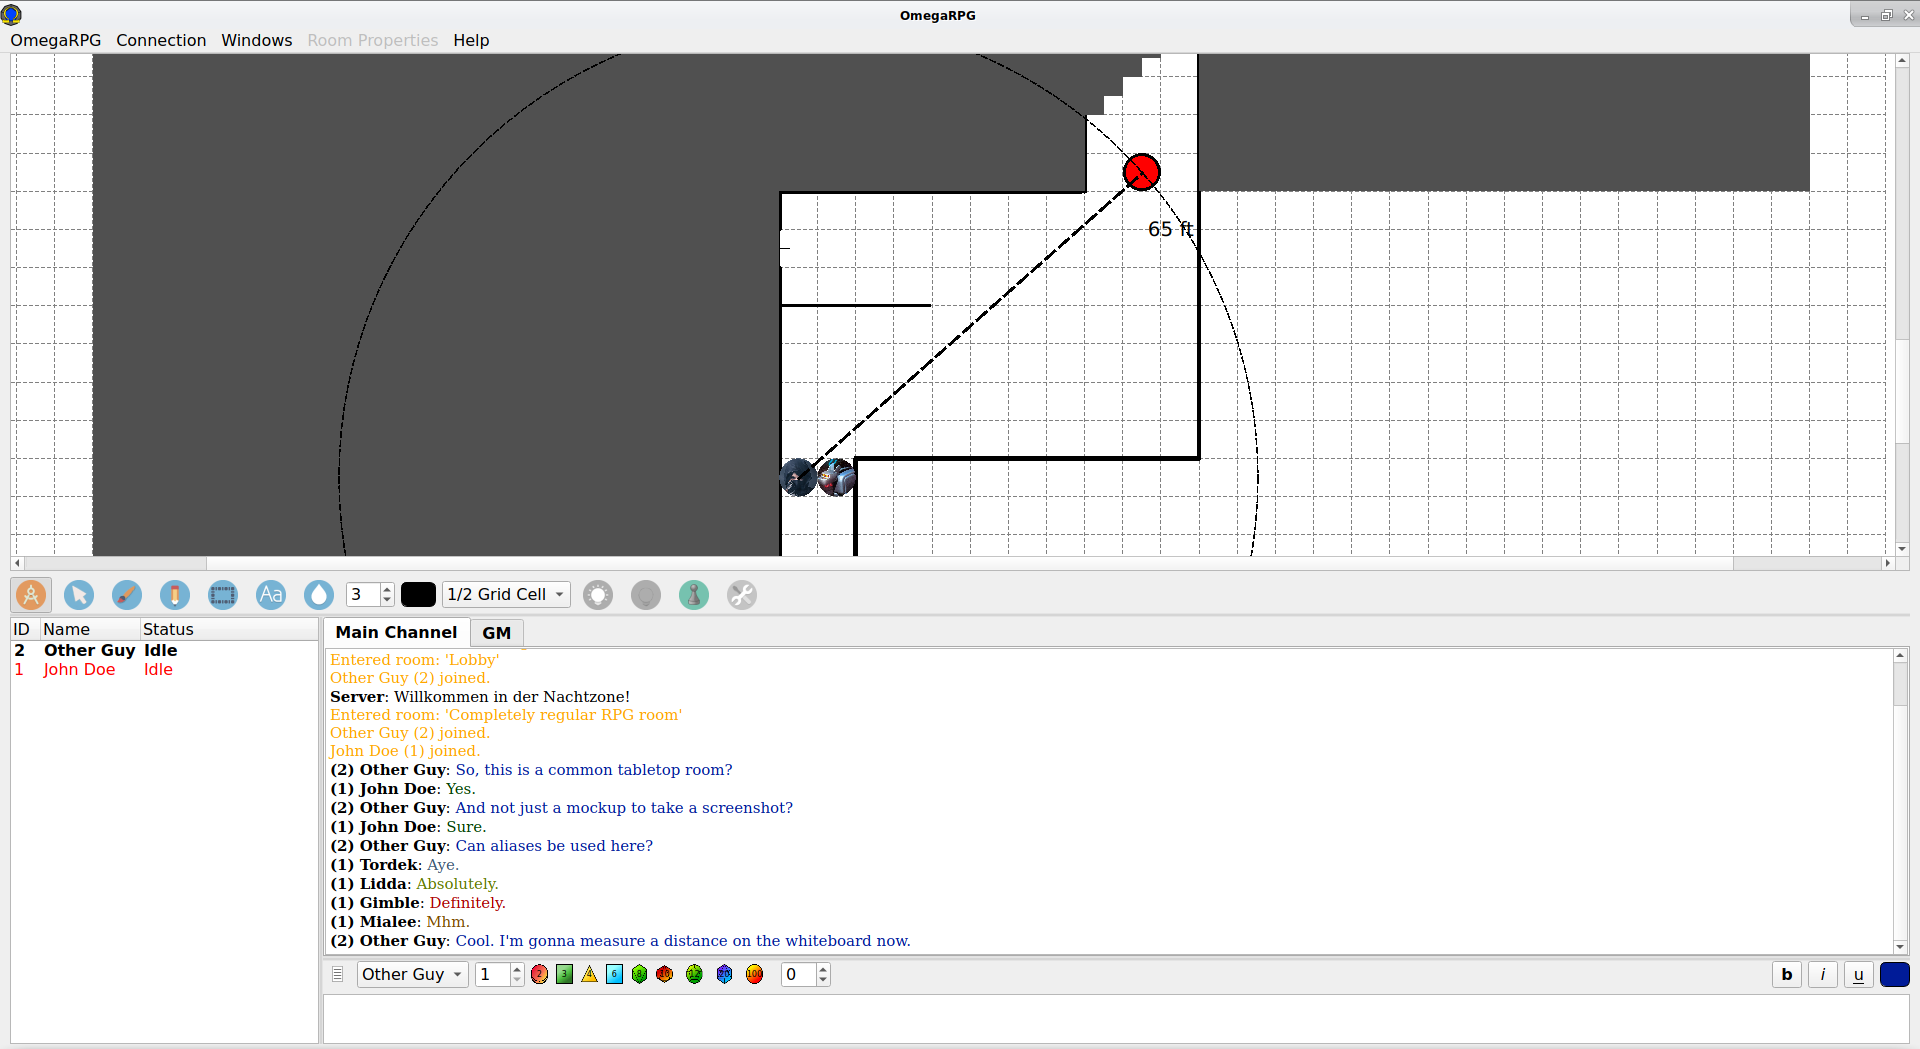 OmegaRPG
OmegaRPG Connection Windows Room Properties Help
65 ft
Aa 3 1/2 Grid Cell
ID Name Status
2 Other Guy Idle
1 John Doe Idle
Main Channel GM
Entered room: 'Lobby'
Other Guy (2) joined.
Server: Willkommen in der Nachtzone!
Entered room: 'Completely regular RPG room'
Other Guy (2) joined.
John Doe (1) joined.
(2) Other Guy: So, this is a common tabletop room?
(1) John Doe: Yes.
(2) Other Guy: And not just a mockup to take a screenshot?
(1) John Doe: Sure.
(2) Other Guy: Can aliases be used here?
(1) Tordek: Aye.
(1) Lidda: Absolutely.
(1) Gimble: Definitely.
(1) Mialee: Mhm.
(2) Other Guy: Cool. I'm gonna measure a distance on the whiteboard now.
Other Guy 1 2 3 4 6 8 10 12 20 100 0 b i u